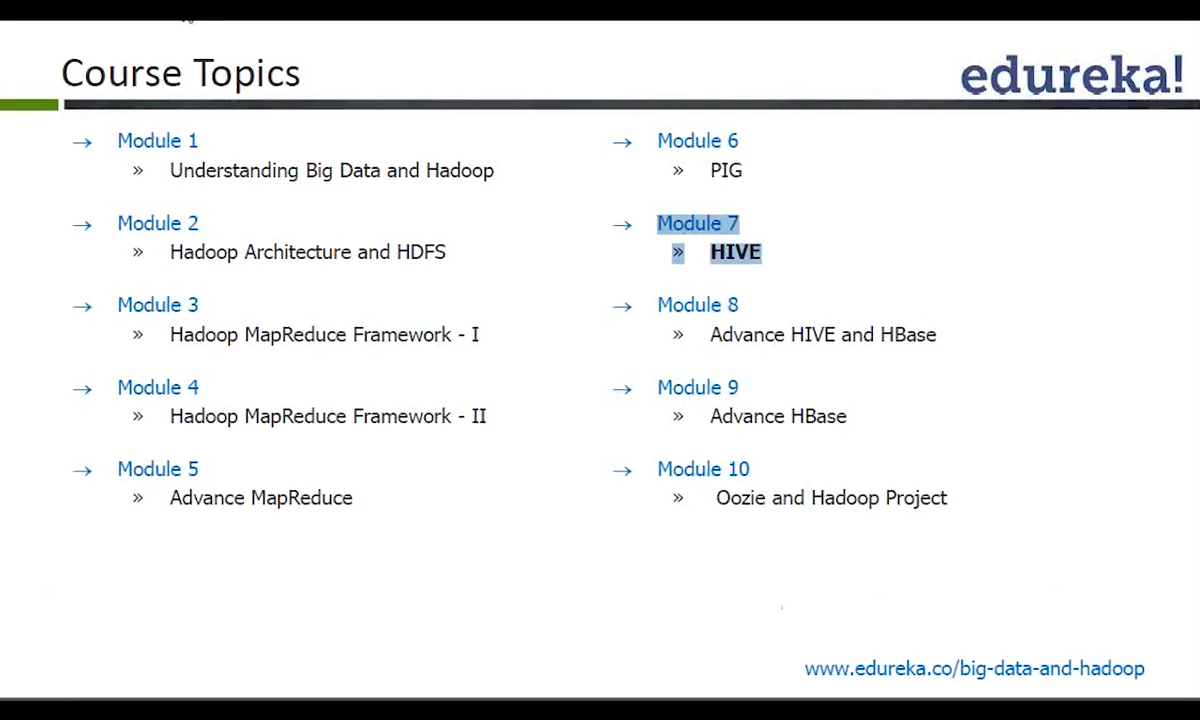 Course Topics
edureka!
→ Module 1
» Understanding Big Data and Hadoop
→ Module 2
» Hadoop Architecture and HDFS
→ Module 3
» Hadoop MapReduce Framework - I
→ Module 4
» Hadoop MapReduce Framework - II
→ Module 5
» Advance MapReduce
→ Module 6
» PIG
→ Module 7
» HIVE
→ Module 8
» Advance HIVE and HBase
→ Module 9
» Advance HBase
→ Module 10
» Oozie and Hadoop Project
www.edureka.co/big-data-and-hadoop